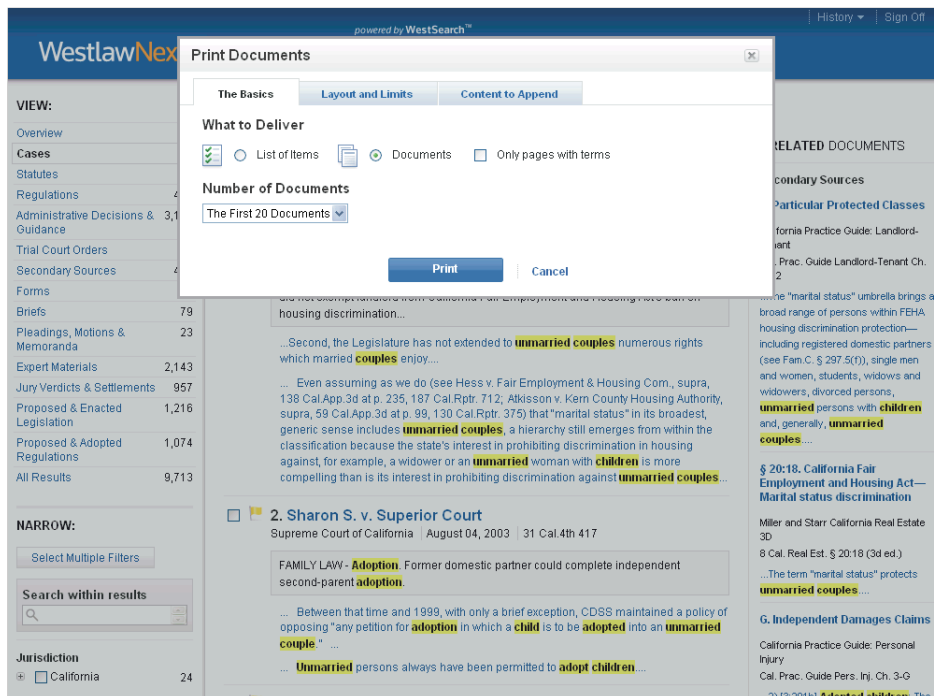 History Sign Off
powered by WestSearch™
WestlawNex
Print Documents
The Basics Layout and Limits Content to Append
What to Deliver
List of Items Documents Only pages with terms
Number of Documents
The First 20 Documents
Print Cancel
VIEW:
Overview
Cases
Statutes
Regulations 4
Administrative Decisions & 3,1
Guidance
Trial Court Orders
Secondary Sources 4
Forms
Briefs 79
Pleadings, Motions & 23
Memoranda
Expert Materials 2,143
Jury Verdicts & Settlements 957
Proposed & Enacted 1,216
Legislation
Proposed & Adopted 1,074
Regulations
All Results 9,713
NARROW:
Select Multiple Filters
Search within results
Jurisdiction
California 24
housing discrimination...
...Second, the Legislature has not extended to unmarried couples numerous rights
which married couples enjoy....
... Even assuming as we do (see Hess v. Fair Employment & Housing Com., supra,
138 Cal.App.3d at p. 235, 187 Cal.Rptr. 712; Atkisson v. Kern County Housing Authority,
supra, 59 Cal.App.3d at p. 99, 130 Cal.Rptr. 375) that "marital status" in its broadest,
generic sense includes unmarried couples, a hierarchy still emerges from within the
classification because the state's interest in prohibiting discrimination in housing
against, for example, a widower or an unmarried woman with children is more
compelling than is its interest in prohibiting discrimination against unmarried couples...
2. Sharon S. v. Superior Court
Supreme Court of California August 04, 2003 31 Cal.4th 417
FAMILY LAW - Adoption. Former domestic partner could complete independent
second-parent adoption.
... Between that time and 1999, with only a brief exception, CDSS maintained a policy of
opposing "any petition for adoption in which a child is to be adopted into an unmarried
couple." ...
... Unmarried persons always have been permitted to adopt children....
ELATED DOCUMENTS
condary Sources
Particular Protected Classes
fornia Practice Guide: Landlord-
ant
. Prac. Guide Landlord-Tenant Ch.
2
...The "marital status" umbrella brings a
broad range of persons within FEHA
housing discrimination protection—
including registered domestic partners
(see Fam.C. § 297.5(f)), single men
and women, students, widows and
widowers, divorced persons,
unmarried persons with children
and, generally, unmarried
couples....
§ 20:18. California Fair
Employment and Housing Act—
Marital status discrimination
Miller and Starr California Real Estate
3D
8 Cal. Real Est. § 20:18 (3d ed.)
...The term "marital status" protects
unmarried couples....
G. Independent Damages Claims
California Practice Guide: Personal
Injury
Cal. Prac. Guide Pers. Inj. Ch. 3-G